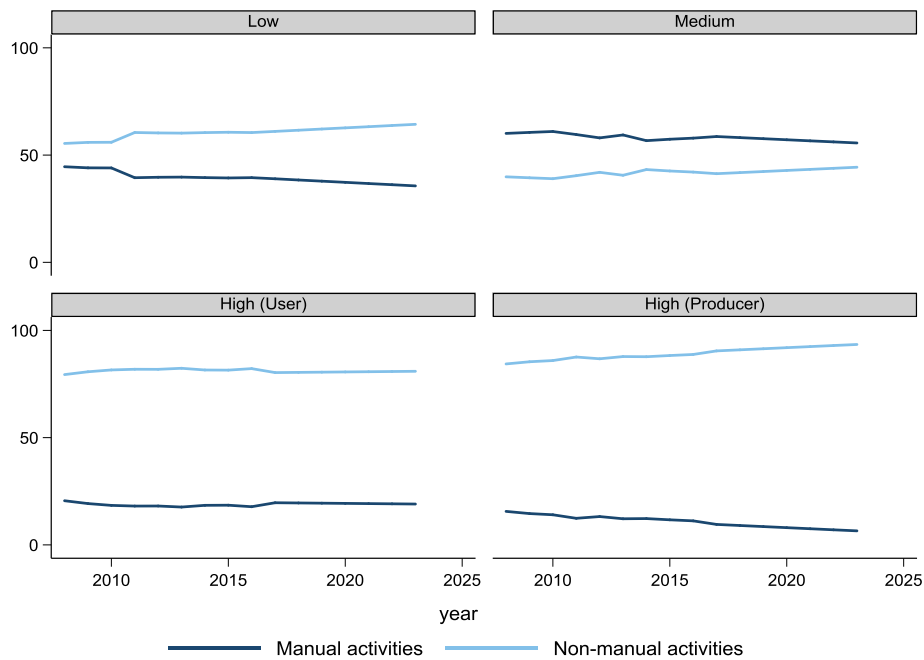 Low
Medium
100
50
0
High (User)
High (Producer)
100
50
0
2010 2015 2020 2025
2010 2015 2020 2025
year
Manual activities Non-manual activities